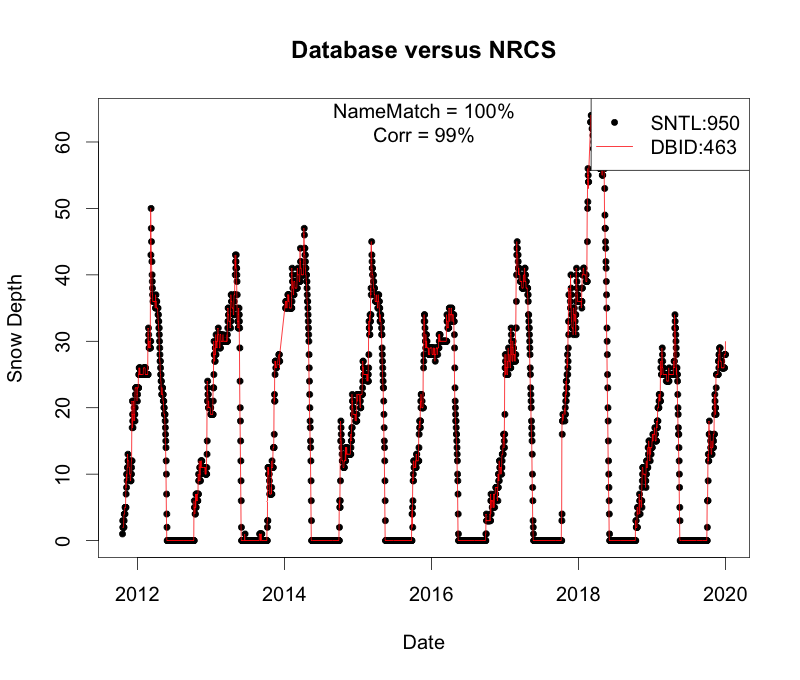 Database versus NRCS
NameMatch = 100%
Corr = 99%
SNTL:950
DBID:463
Snow Depth
60
50
40
30
20
10
0
2012 2014 2016 2018 2020
Date